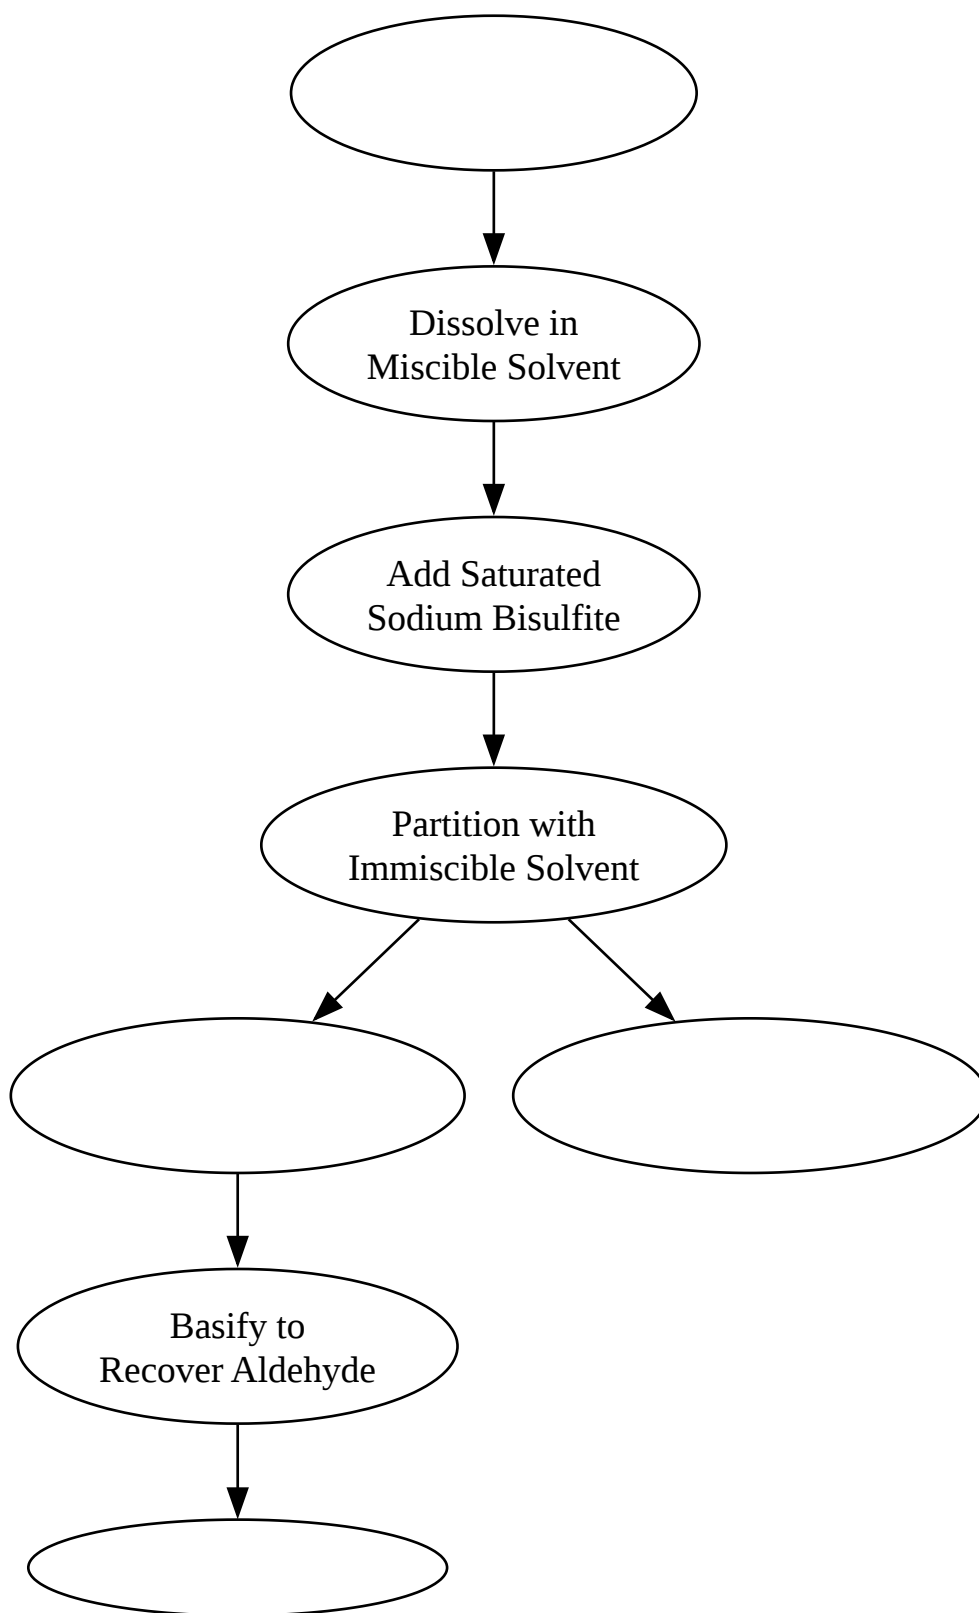 Dissolve in
Miscible Solvent
Add Saturated
Sodium Bisulfite
Partition with
Immiscible Solvent
Basify to
Recover Aldehyde